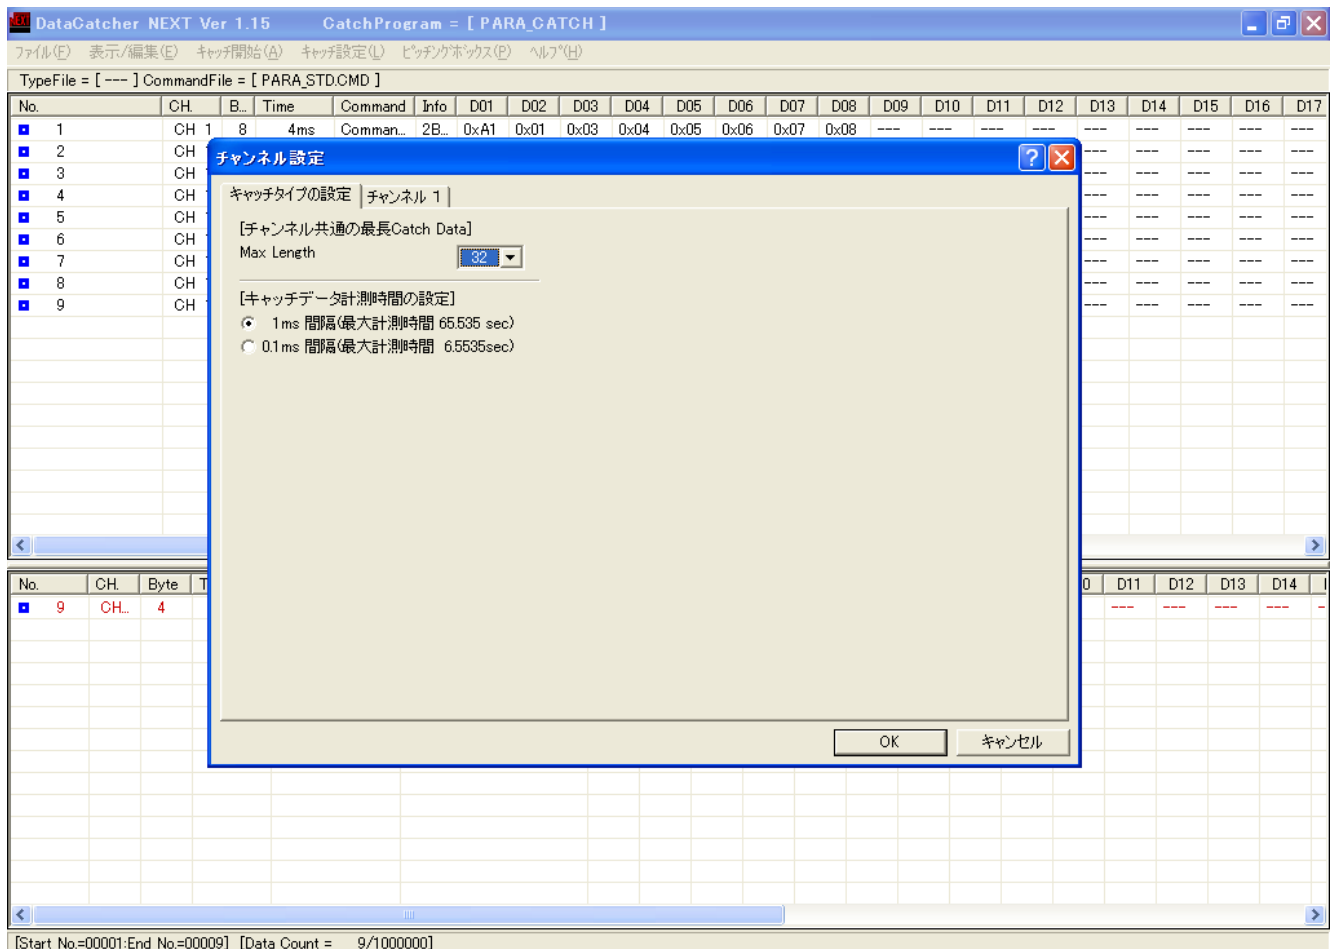 DataCatcher NEXT Ver 1.15 CatchProgram = [ PARA_CATCH ]
ファイル(F) 表示/編集(E) キャッチ開始(A) キャッチ設定(L) ピッチングボックス(P) ヘルプ(H)
TypeFile = [ --- ] CommandFile = [ PARA_STD.CMD ]
No. CH. B... Time Command Info D01 D02 D03 D04 D05 D06 D07 D08 D09 D10 D11 D12 D13 D14 D15 D16 D17
1 CH 1 8 4ms Comman... 2B... 0xA1 0x01 0x03 0x04 0x05 0x06 0x07 0x08 --- --- --- --- --- --- --- --- ---
2 CH --- --- --- --- ---
3 CH --- --- --- --- ---
4 CH --- --- --- --- ---
5 CH --- --- --- --- ---
6 CH --- --- --- --- ---
7 CH --- --- --- --- ---
8 CH --- --- --- --- ---
9 CH --- --- --- --- ---
チャンネル設定
キャッチタイプの設定 チャンネル 1
[チャンネル共通の最長Catch Data]
Max Length 32
[キャッチデータ計測時間の設定]
1ms 間隔(最大計測時間 65.535 sec)
0.1ms 間隔(最大計測時間 6.5535sec)
OK キャンセル
No. CH. Byte T 0 D11 D12 D13 D14
9 CH... 4 --- --- --- ---
[Start No.=00001:End No.=00009] [Data Count = 9/1000000]